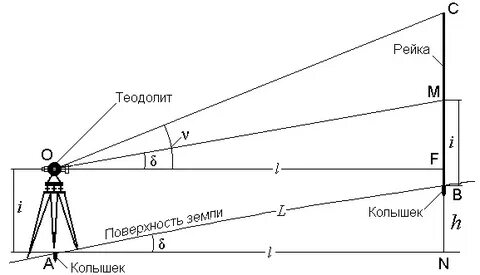 C
Рейка
Теодолит
M
O
ν
δ
l
F
i
i
B
Колышек
Поверхность земли
L
h
δ
A
Колышек
l
N